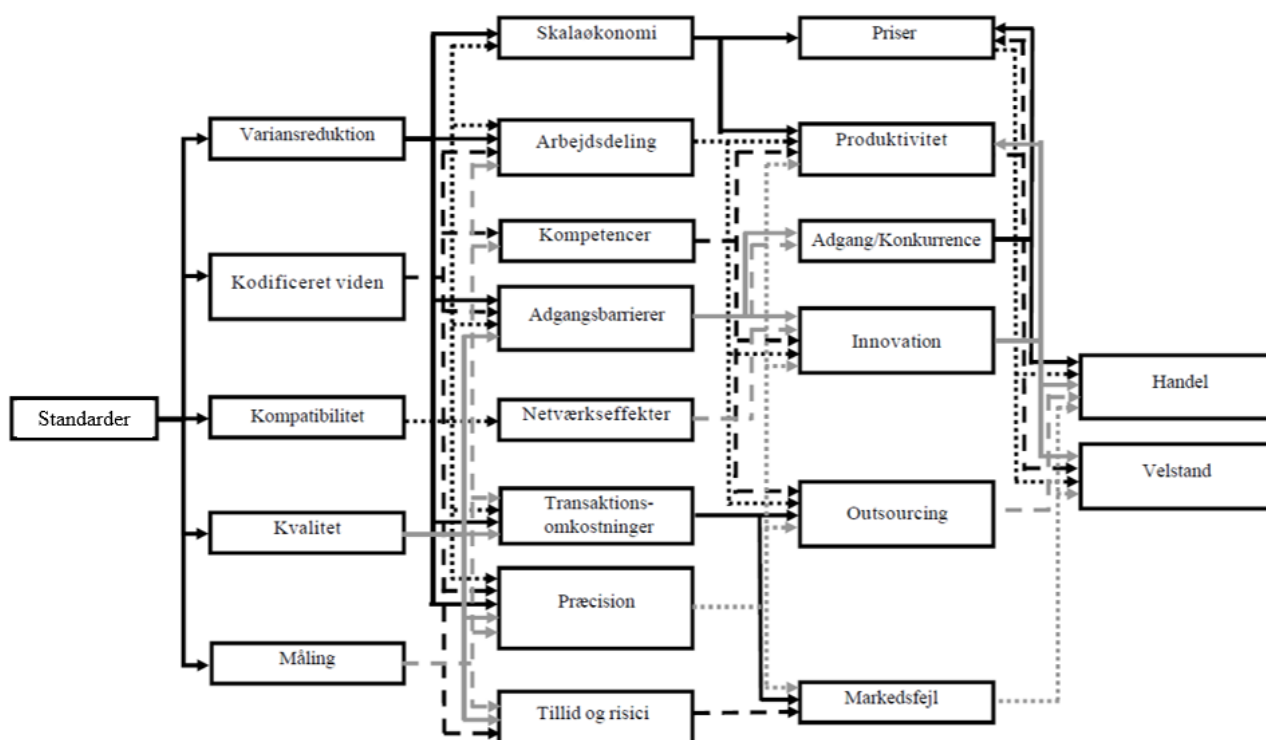 Standarder
Variansreduktion
Kodificeret viden
Kompatibilitet
Kvalitet
Måling
Skalaøkonomi
Arbejdsdeling
Kompetencer
Adgangsbarrierer
Netværkseffekter
Transaktions-
omkostninger
Præcision
Tillid og risici
Priser
Produktivitet
Adgang/Konkurrence
Innovation
Outsourcing
Markedsfejl
Handel
Velstand